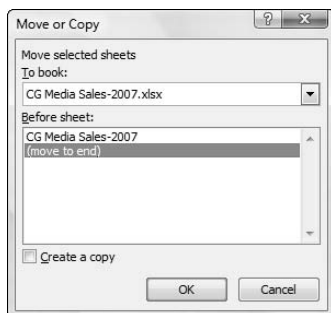 Move or Copy
Move selected sheets
To book:
CG Media Sales-2007.xlsx
Before sheet:
CG Media Sales-2007
(move to end)
Create a copy
OK
Cancel